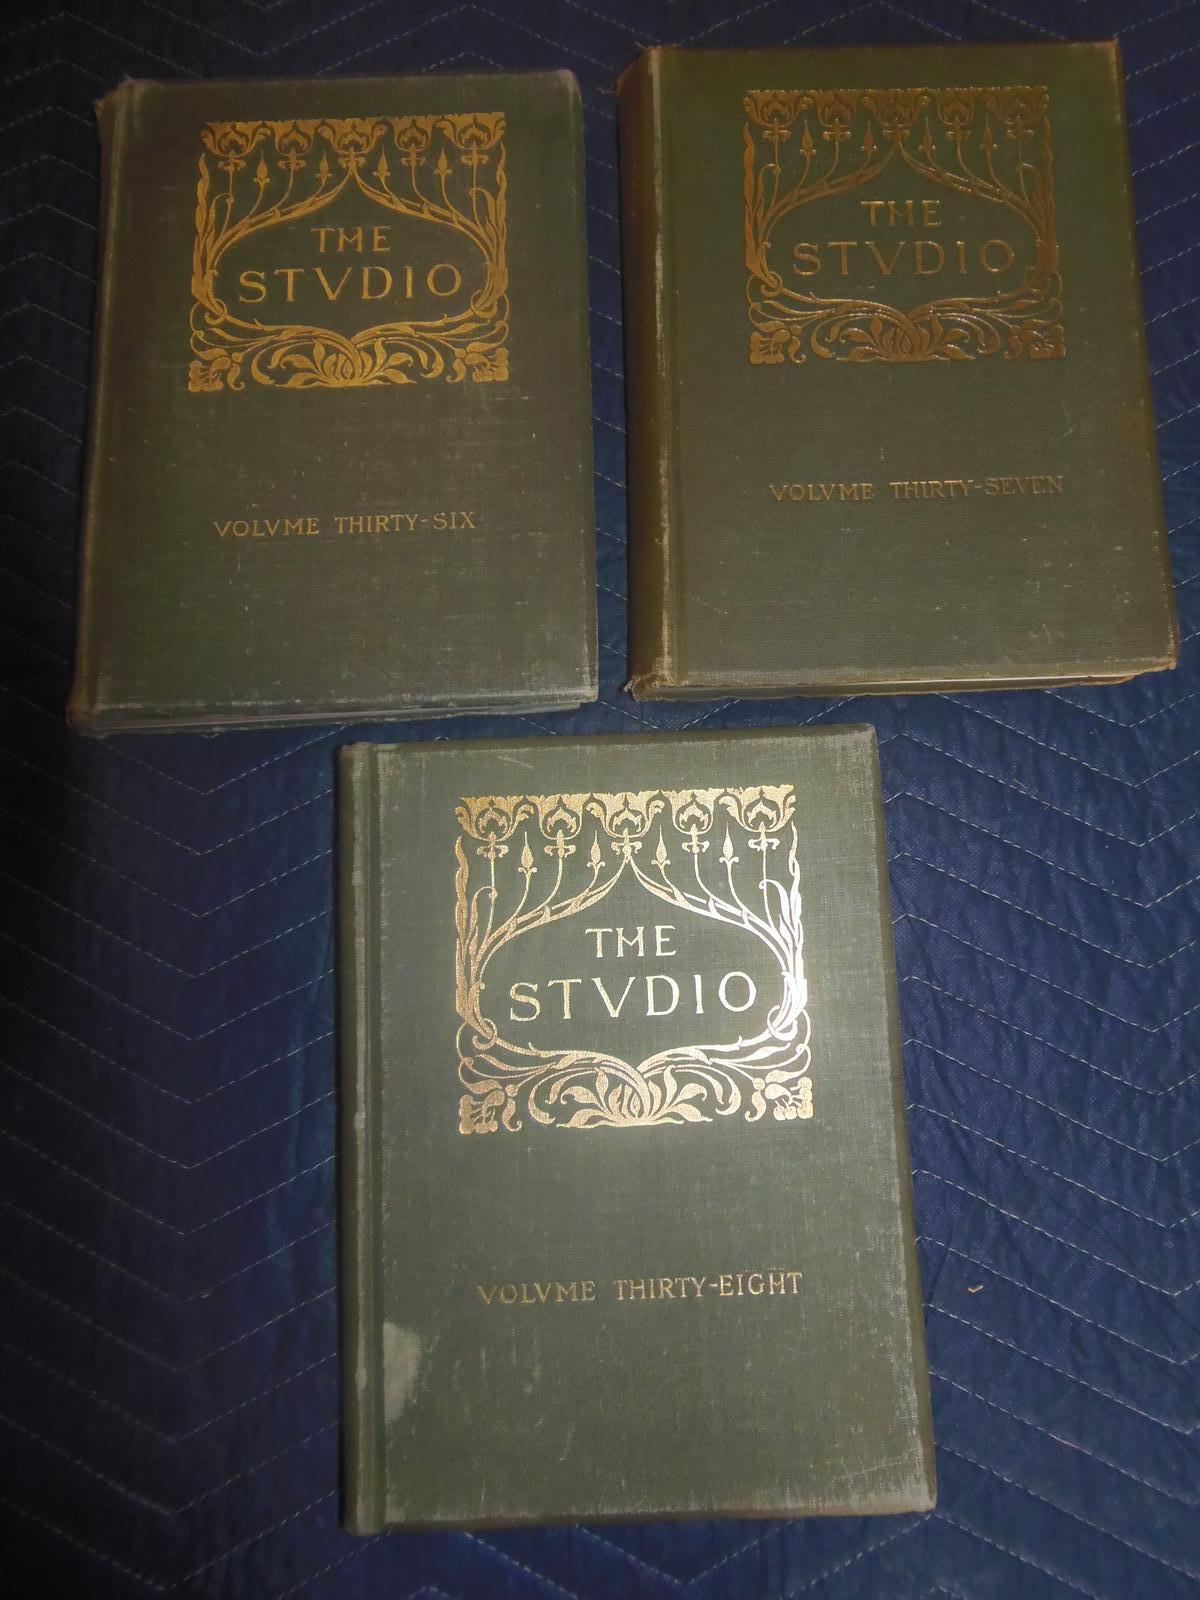 THE
STVDIO
VOLVME THIRTY-SIX
THE
STVDIO
VOLVME THIRTY-SEVEN
THE
STVDIO
VOLVME THIRTY-EIGHT